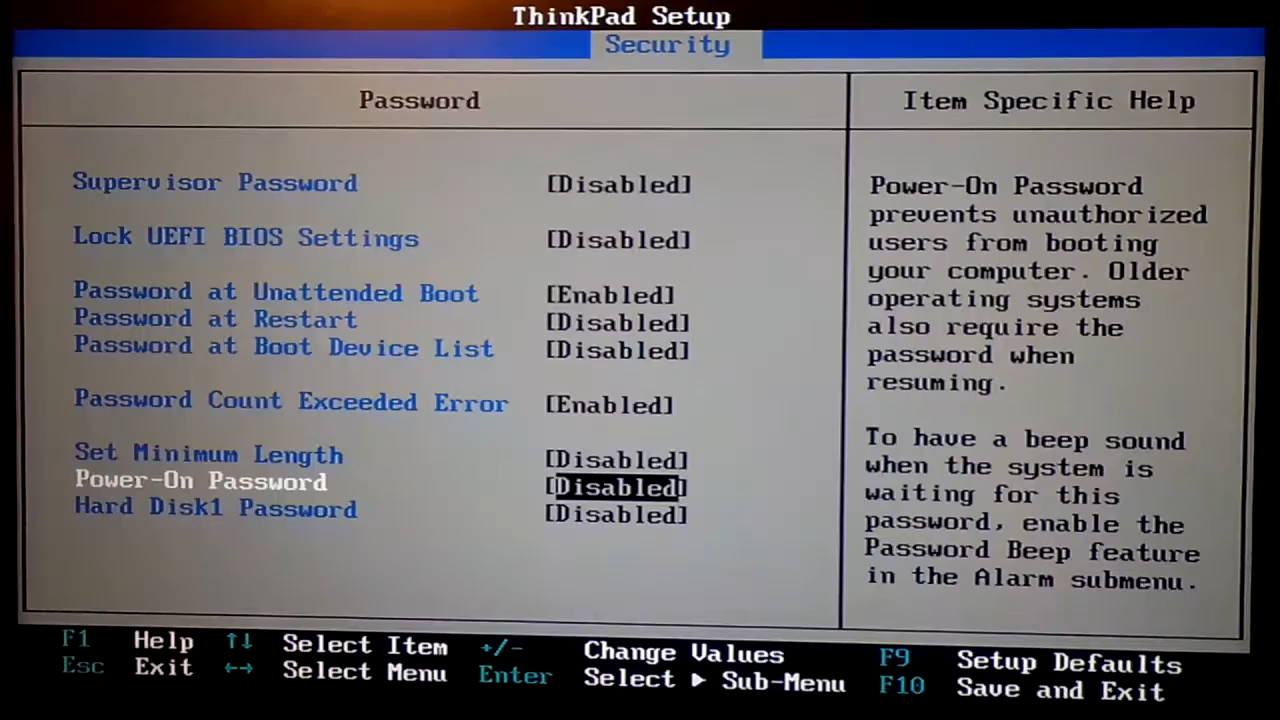 ThinkPad Setup
Security
Password
Item Specific Help
Supervisor Password [Disabled]
Lock UEFI BIOS Settings [Disabled]
Password at Unattended Boot [Enabled]
Password at Restart [Disabled]
Password at Boot Device List [Disabled]
Password Count Exceeded Error [Enabled]
Set Minimum Length [Disabled]
Power-On Password [Disabled]
Hard Disk1 Password [Disabled]
Power-On Password
prevents unauthorized
users from booting
your computer. Older
operating systems
also require the
password when
resuming.
To have a beep sound
when the system is
waiting for this
password, enable the
Password Beep feature
in the Alarm submenu.
F1 Help ↑↓ Select Item +/- Change Values F9 Setup Defaults
Esc Exit ↔ Select Menu Enter Select ▶ Sub-Menu F10 Save and Exit